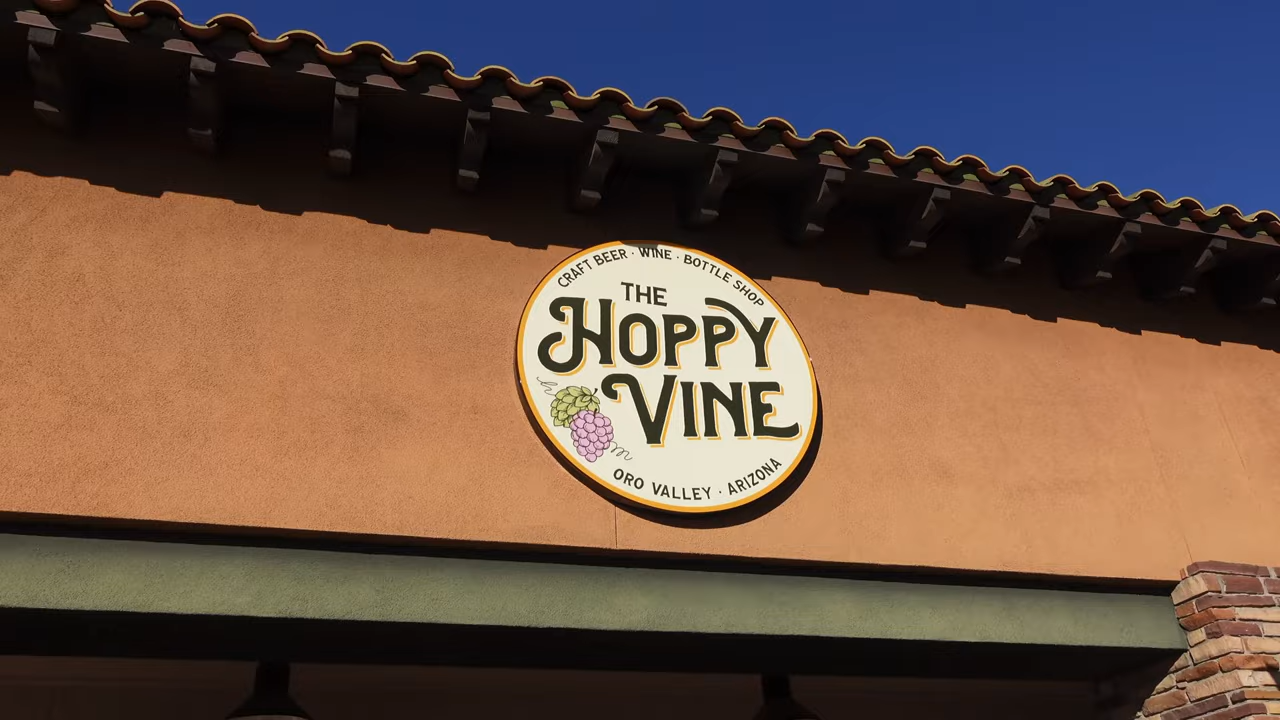 CRAFT BEER · WINE · BOTTLE SHOP
THE
HOPPY
VINE
ORO VALLEY · ARIZONA